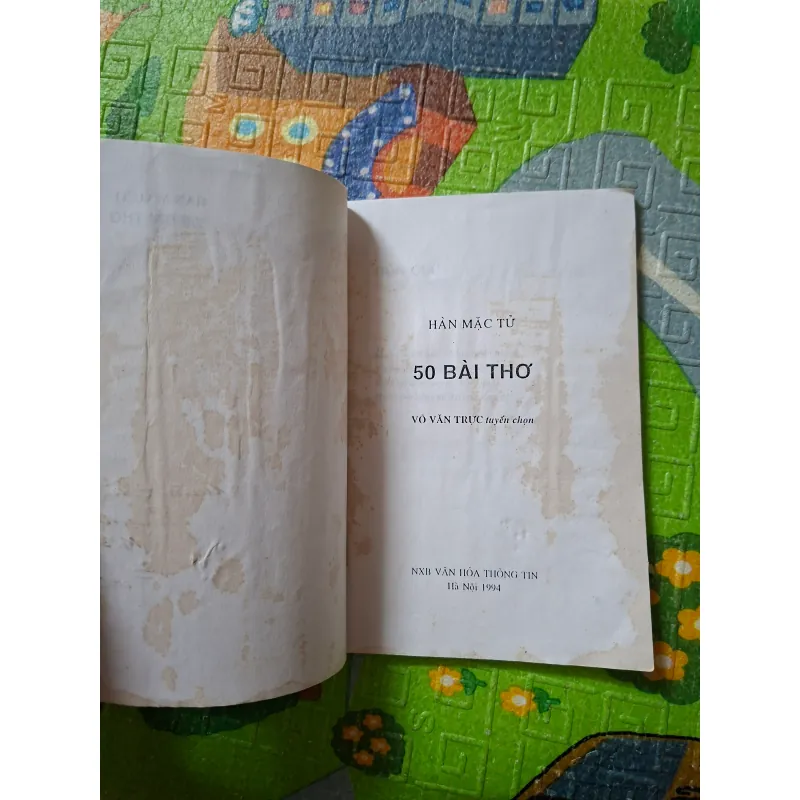 HÀN MẶC TỬ
50 BÀI THƠ
VÕ VĂN TRỰC tuyển chọn
NXB VĂN HÓA THÔNG TIN
Hà Nội 1994